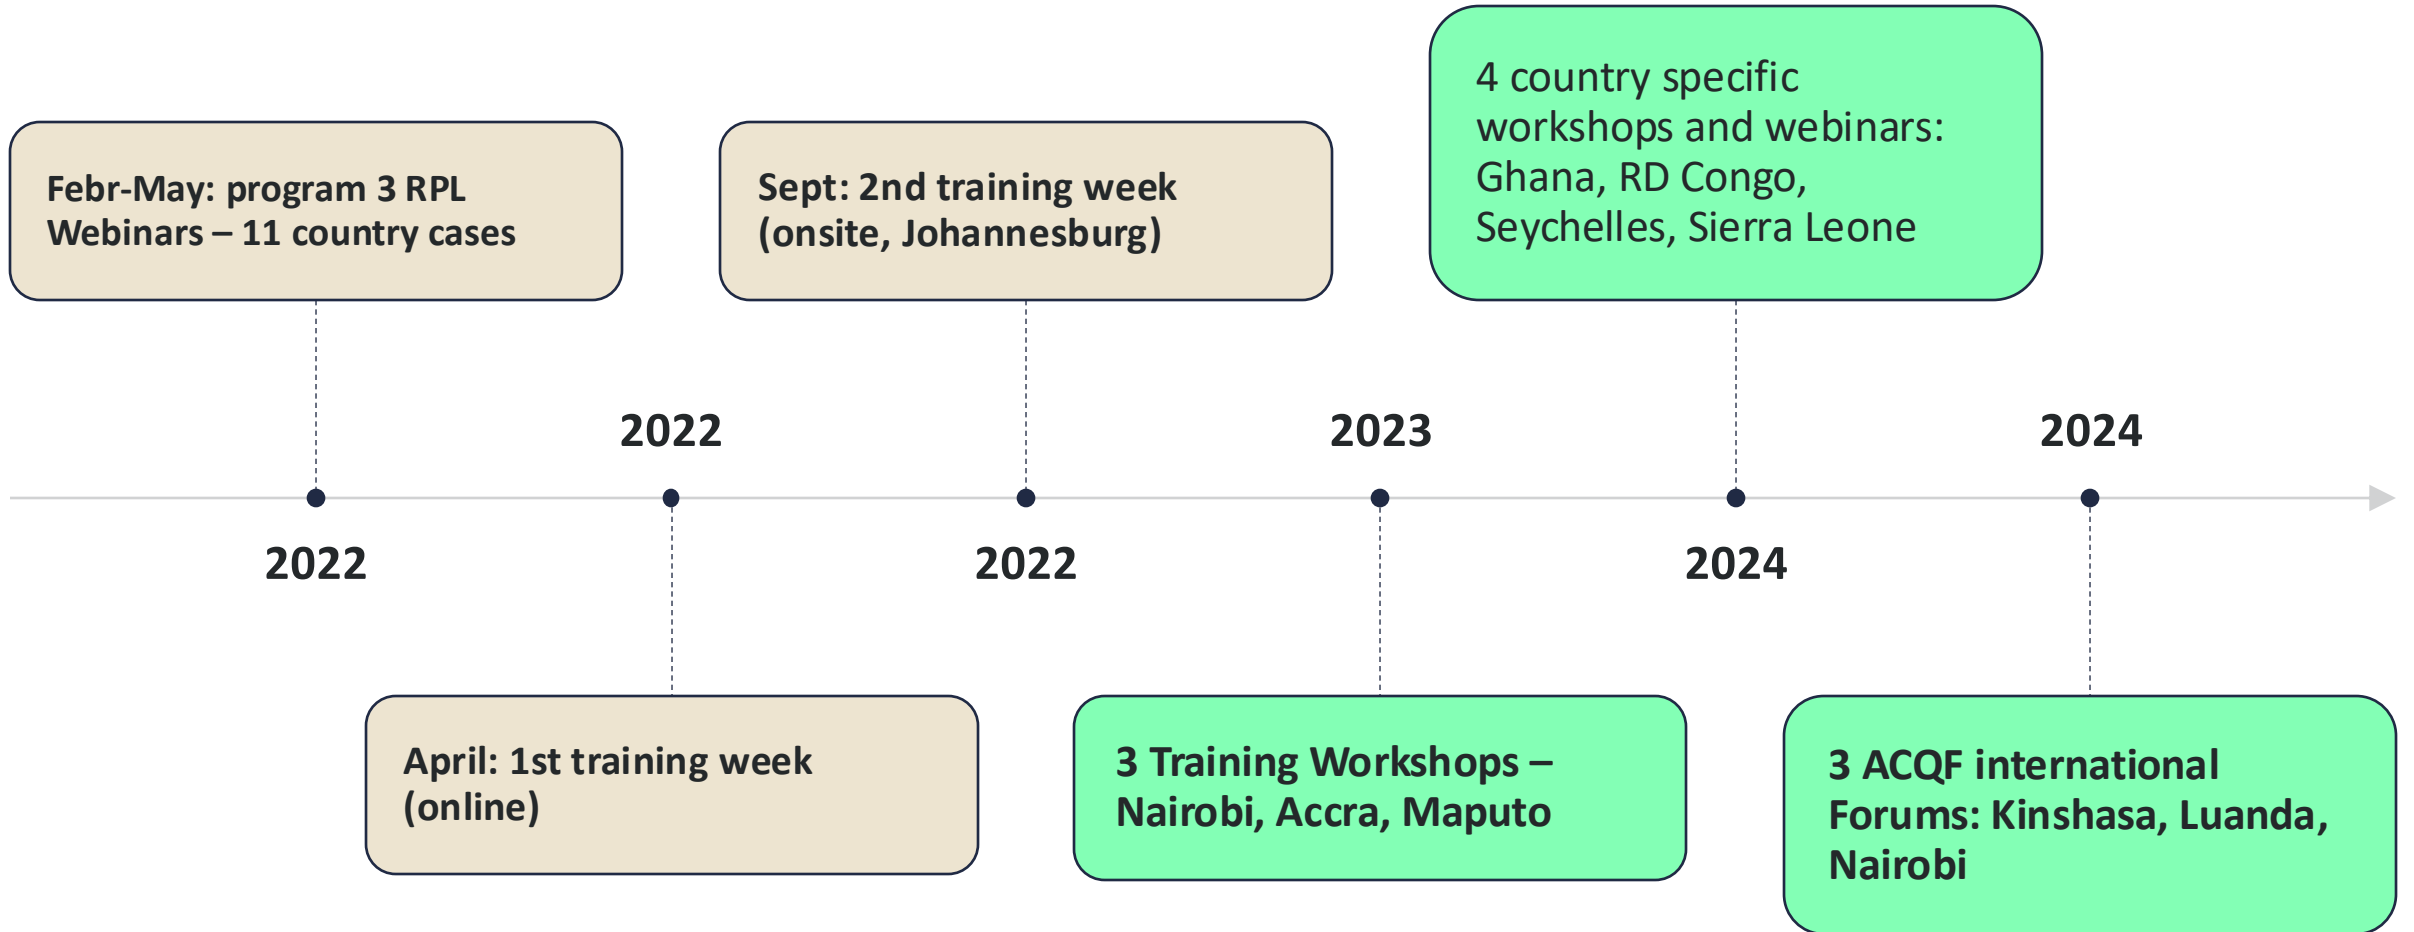 Febr-May: program 3 RPL
Webinars – 11 country cases
2022
2022
April: 1st training week
(online)
Sept: 2nd training week
(onsite, Johannesburg)
2022
2023
3 Training Workshops –
Nairobi, Accra, Maputo
4 country specific
workshops and webinars:
Ghana, RD Congo,
Seychelles, Sierra Leone
2024
2024
3 ACQF international
Forums: Kinshasa, Luanda,
Nairobi